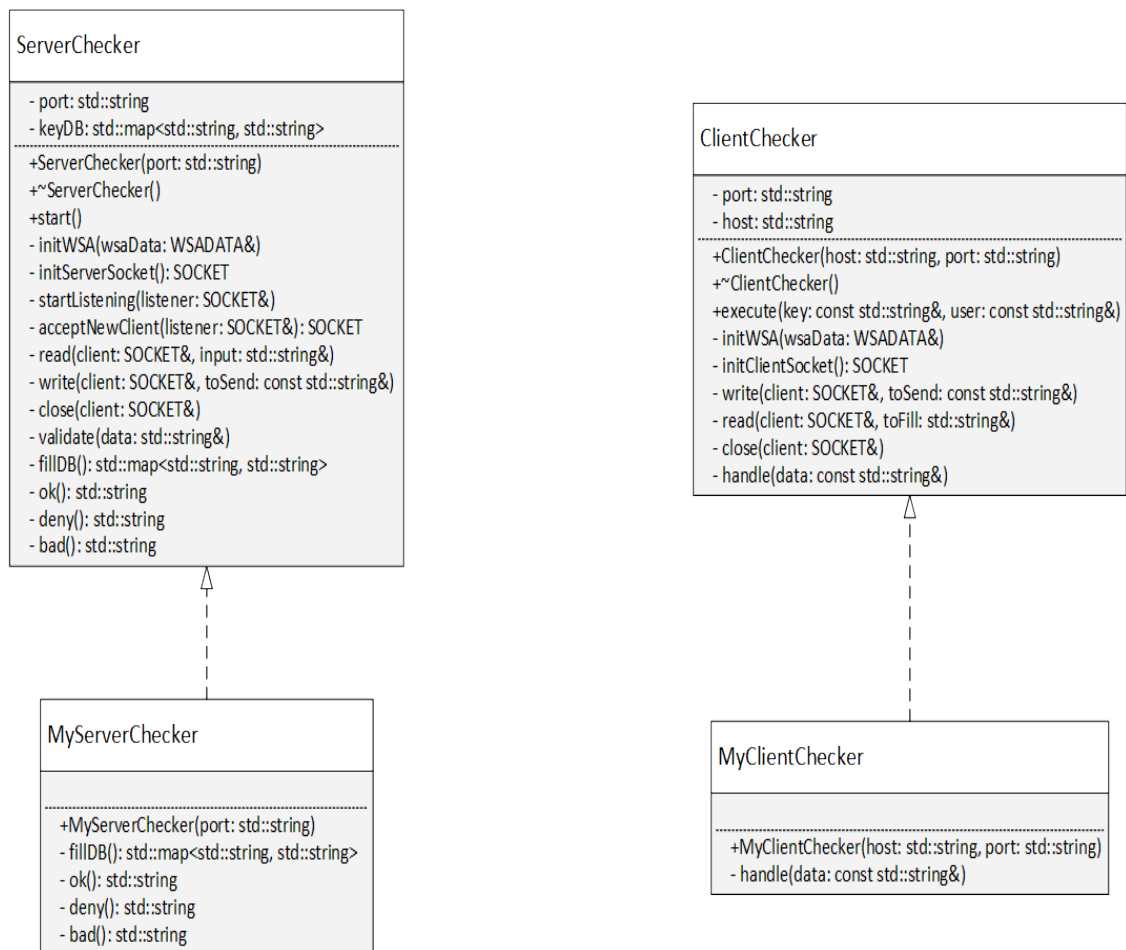 ServerChecker
- port: std::string
- keyDB: std::map<std::string, std::string>
+ServerChecker(port: std::string)
+~ServerChecker()
+start()
- initWSA(wsaData: WSADATA&)
- initServerSocket(): SOCKET
- startListening(listener: SOCKET&)
- acceptNewClient(listener: SOCKET&): SOCKET
- read(client: SOCKET&, input: std::string&)
- write(client: SOCKET&, toSend: const std::string&)
- close(client: SOCKET&)
- validate(data: std::string&)
- fillDB(): std::map<std::string, std::string>
- ok(): std::string
- deny(): std::string
- bad(): std::string
ClientChecker
- port: std::string
- host: std::string
+ClientChecker(host: std::string, port: std::string)
+~ClientChecker()
+execute(key: const std::string&, user: const std::string&)
- initWSA(wsaData: WSADATA&)
- initClientSocket(): SOCKET
- write(client: SOCKET&, toSend: const std::string&)
- read(client: SOCKET&, toFill: std::string&)
- close(client: SOCKET&)
- handle(data: const std::string&)
MyServerChecker
+MyServerChecker(port: std::string)
- fillDB(): std::map<std::string, std::string>
- ok(): std::string
- deny(): std::string
- bad(): std::string
MyClientChecker
+MyClientChecker(host: std::string, port: std::string)
- handle(data: const std::string&)